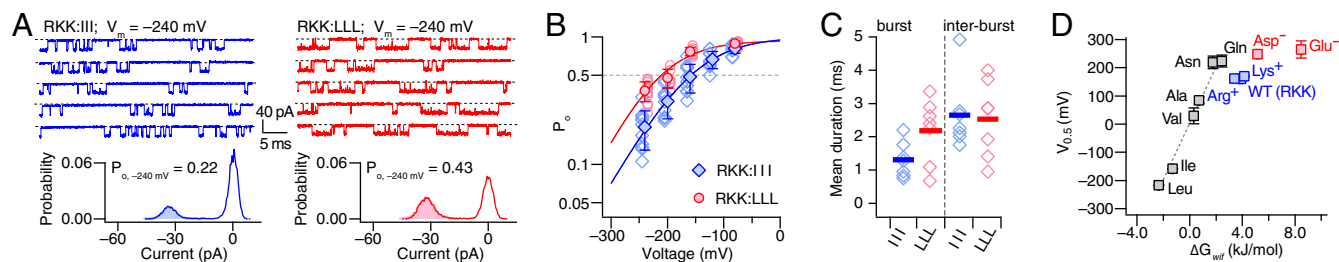 A
RKK:III; Vm = −240 mV
RKK:LLL; Vm = −240 mV
40 pA
5 ms
Probability
0.06
0.00
Po, −240 mV = 0.22
−60
−30
0
Current (pA)
Probability
0.06
0.00
Po, −240 mV = 0.43
−60
−30
0
Current (pA)
B
Po
1
0.5
0.1
0.05
RKK:III
RKK:LLL
−300
−200
−100
0
Voltage (mV)
C
burst
inter-burst
Mean duration (ms)
5
4
3
2
1
0
III
LLL
III
LLL
D
V0.5 (mV)
300
200
100
0
−100
−200
−300
Gln
Asp−
Glu−
Asn
Lys+
WT (RKK)
Arg+
Ala
Val
Ile
Leu
−4.0
0.0
4.0
8.0
ΔGwif (kJ/mol)